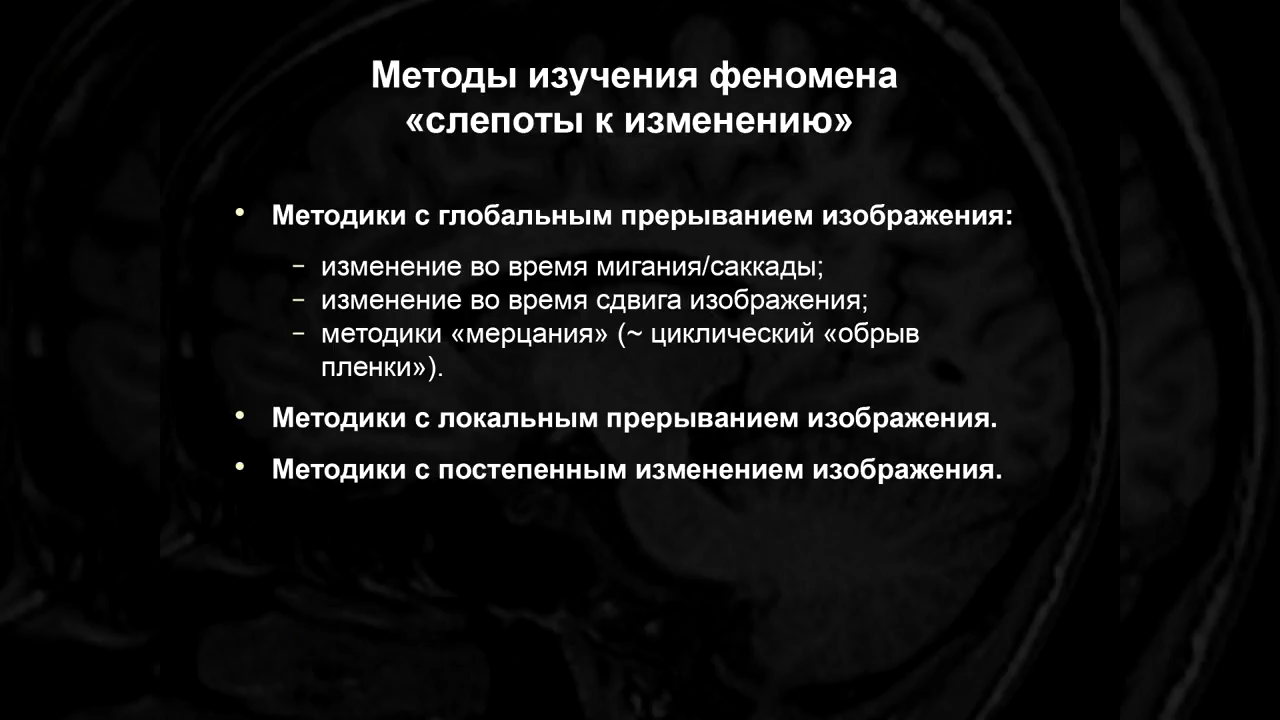 Методы изучения феномена
«слепоты к изменению»
• Методики с глобальным прерыванием изображения:
– изменение во время мигания/саккады;
– изменение во время сдвига изображения;
– методики «мерцания» (~ циклический «обрыв
пленки»).
• Методики с локальным прерыванием изображения.
• Методики с постепенным изменением изображения.